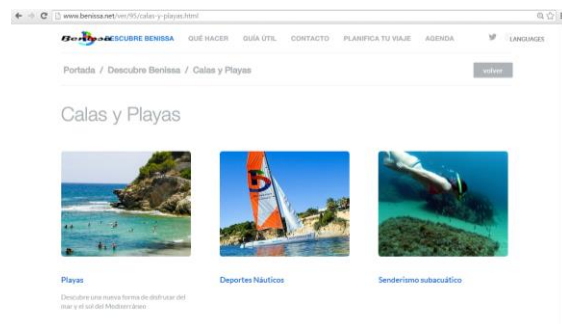 www.benissa.net/ver/95/calas-y-playas.html
Benissa DESCUBRE BENISSA QUÉ HACER GUÍA ÚTIL CONTACTO PLANIFICA TU VIAJE AGENDA LANGUAGES
Portada / Descubre Benissa / Calas y Playas volver
Calas y Playas
Playas Deportes Náuticos Senderismo subacuático
Descubre una nueva forma de disfrutar del
mar y el sol del Mediterráneo